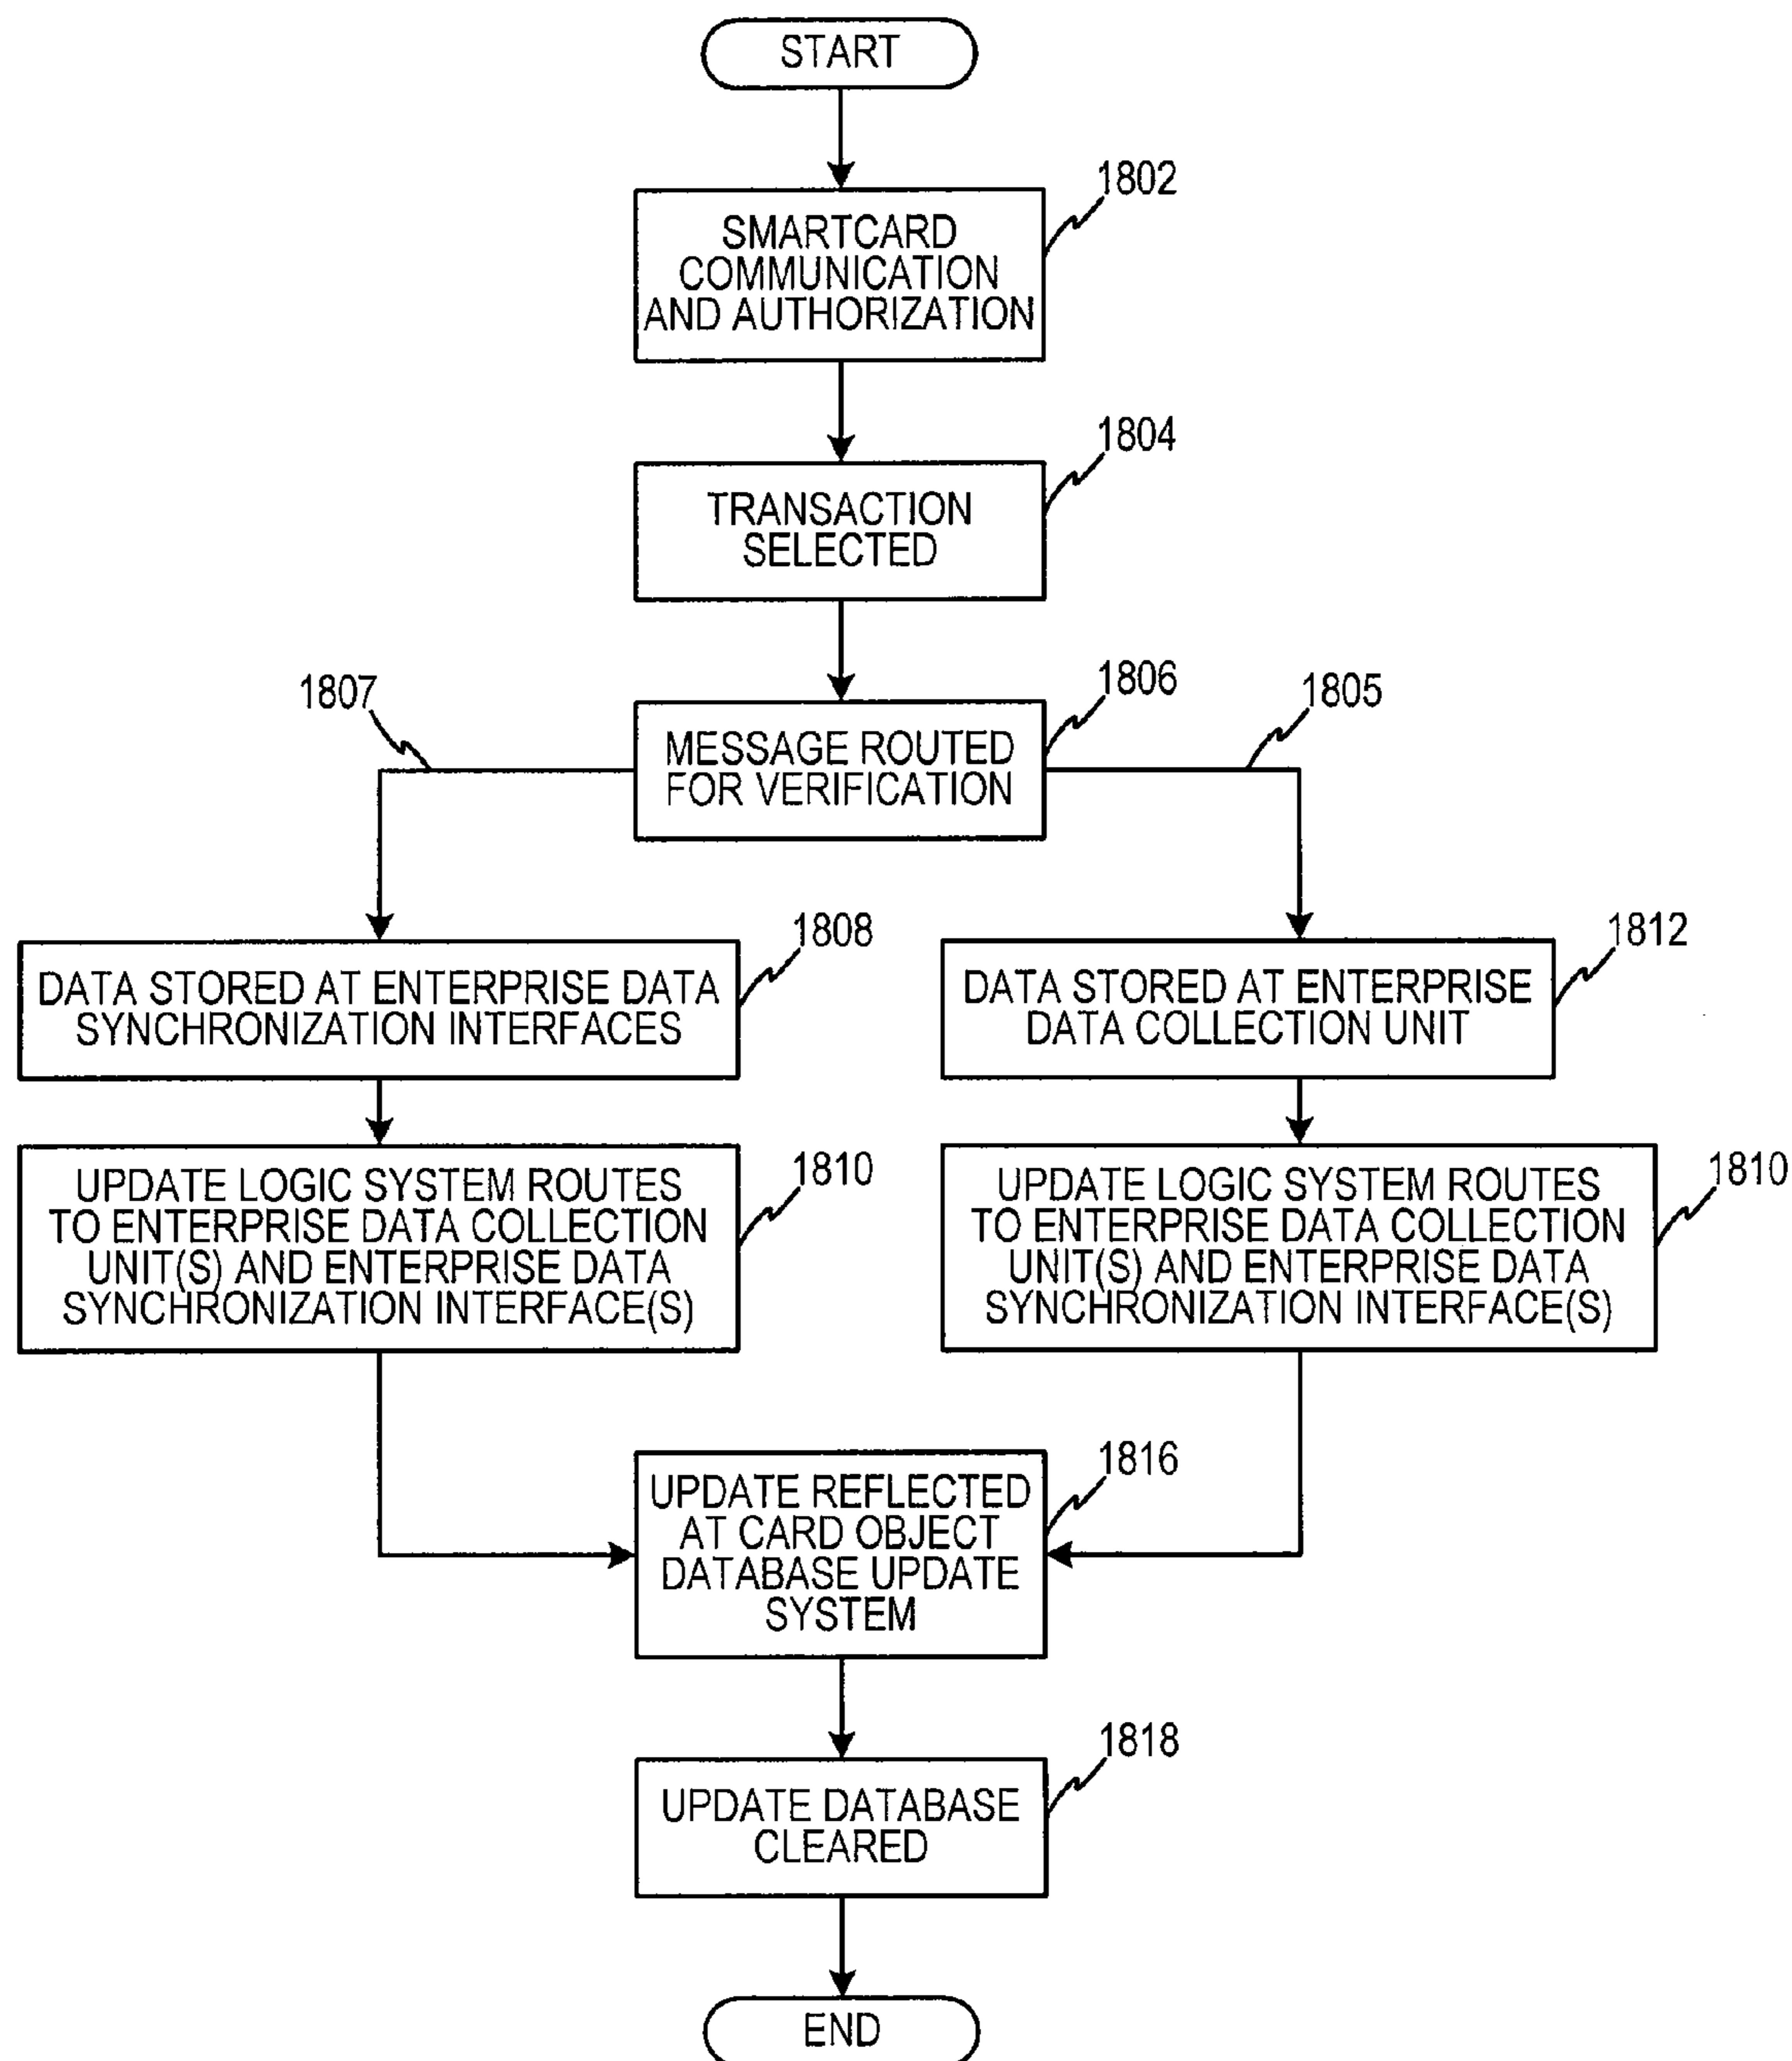 START
1802
SMARTCARD
COMMUNICATION
AND AUTHORIZATION
1804
TRANSACTION
SELECTED
1807
1806
1805
MESSAGE ROUTED
FOR VERIFICATION
1808
DATA STORED AT ENTERPRISE DATA
SYNCHRONIZATION INTERFACES
1812
DATA STORED AT ENTERPRISE
DATA COLLECTION UNIT
1810
UPDATE LOGIC SYSTEM ROUTES
TO ENTERPRISE DATA COLLECTION
UNIT(S) AND ENTERPRISE DATA
SYNCHRONIZATION INTERFACE(S)
1810
UPDATE LOGIC SYSTEM ROUTES
TO ENTERPRISE DATA COLLECTION
UNIT(S) AND ENTERPRISE DATA
SYNCHRONIZATION INTERFACE(S)
1816
UPDATE REFLECTED
AT CARD OBJECT
DATABASE UPDATE
SYSTEM
1818
UPDATE DATABASE
CLEARED
END